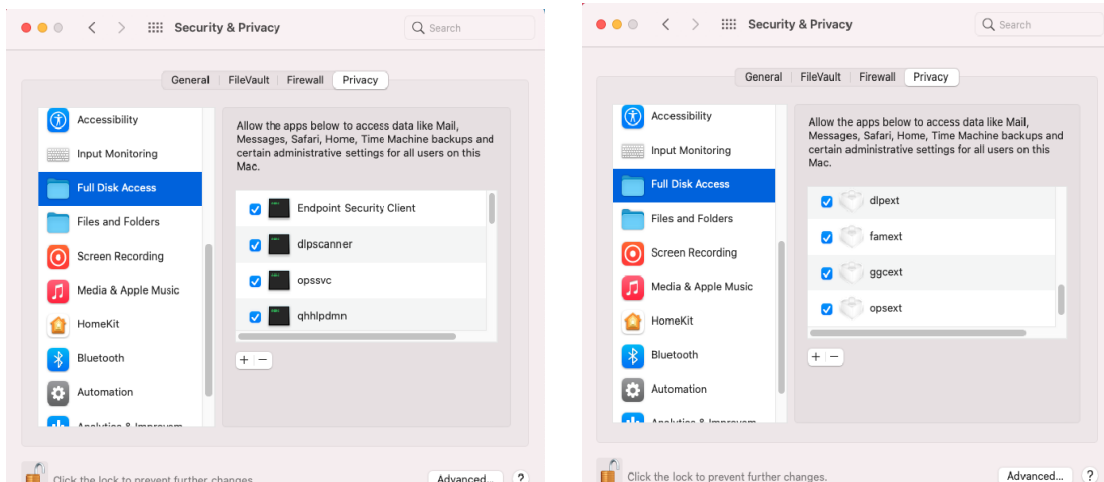 Security & Privacy
Search
General
FileVault
Firewall
Privacy
Accessibility
Input Monitoring
Full Disk Access
Files and Folders
Screen Recording
Media & Apple Music
HomeKit
Bluetooth
Automation
Analytics & Improvem
Allow the apps below to access data like Mail,
Messages, Safari, Home, Time Machine backups and
certain administrative settings for all users on this
Mac.
Endpoint Security Client
dlpscanner
opssvc
qhhlpdmn
+ −
Click the lock to prevent further changes.
Advanced...
?
Security & Privacy
Search
General
FileVault
Firewall
Privacy
Accessibility
Input Monitoring
Full Disk Access
Files and Folders
Screen Recording
Media & Apple Music
HomeKit
Bluetooth
Automation
Analytics & Improvem
Allow the apps below to access data like Mail,
Messages, Safari, Home, Time Machine backups and
certain administrative settings for all users on this
Mac.
dlpext
famext
ggcext
opsext
+ −
Click the lock to prevent further changes.
Advanced...
?